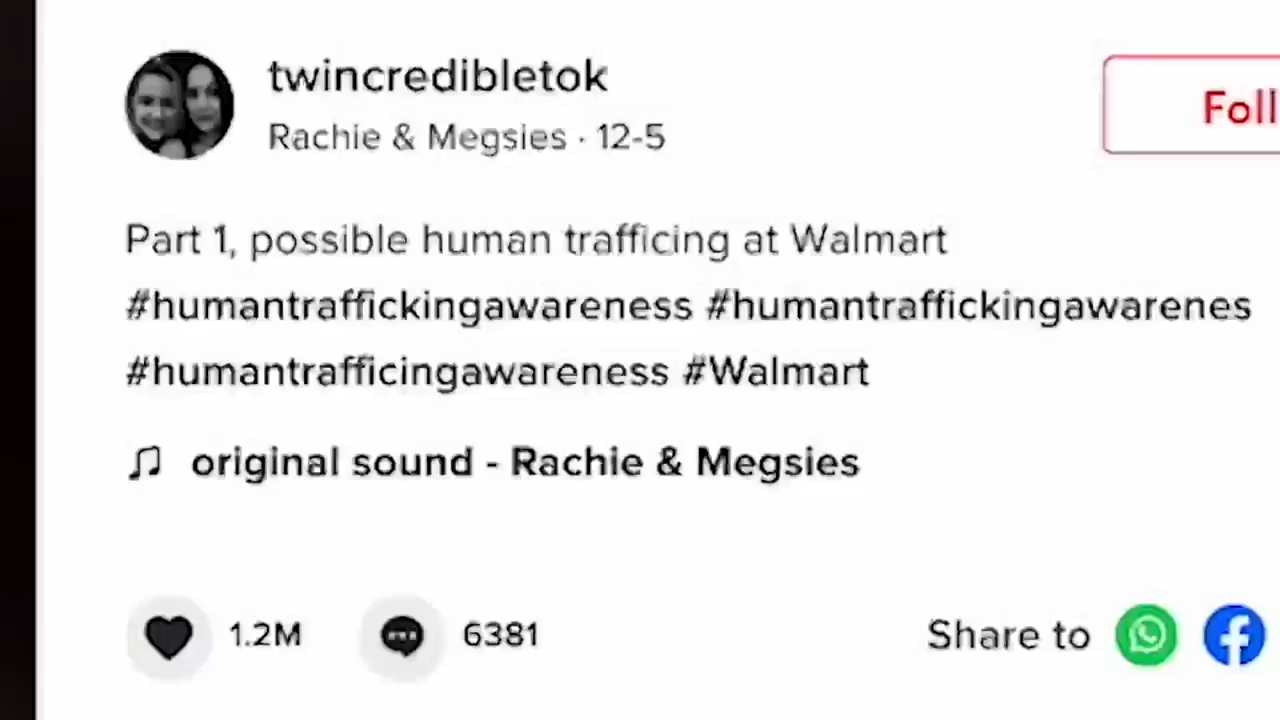 twincredibletok
Rachie & Megsies · 12-5
Foll
Part 1, possible human trafficing at Walmart
#humantraffickingawareness #humantraffickingawarenes
#humantrafficingawareness #Walmart
original sound - Rachie & Megsies
1.2M 6381 Share to